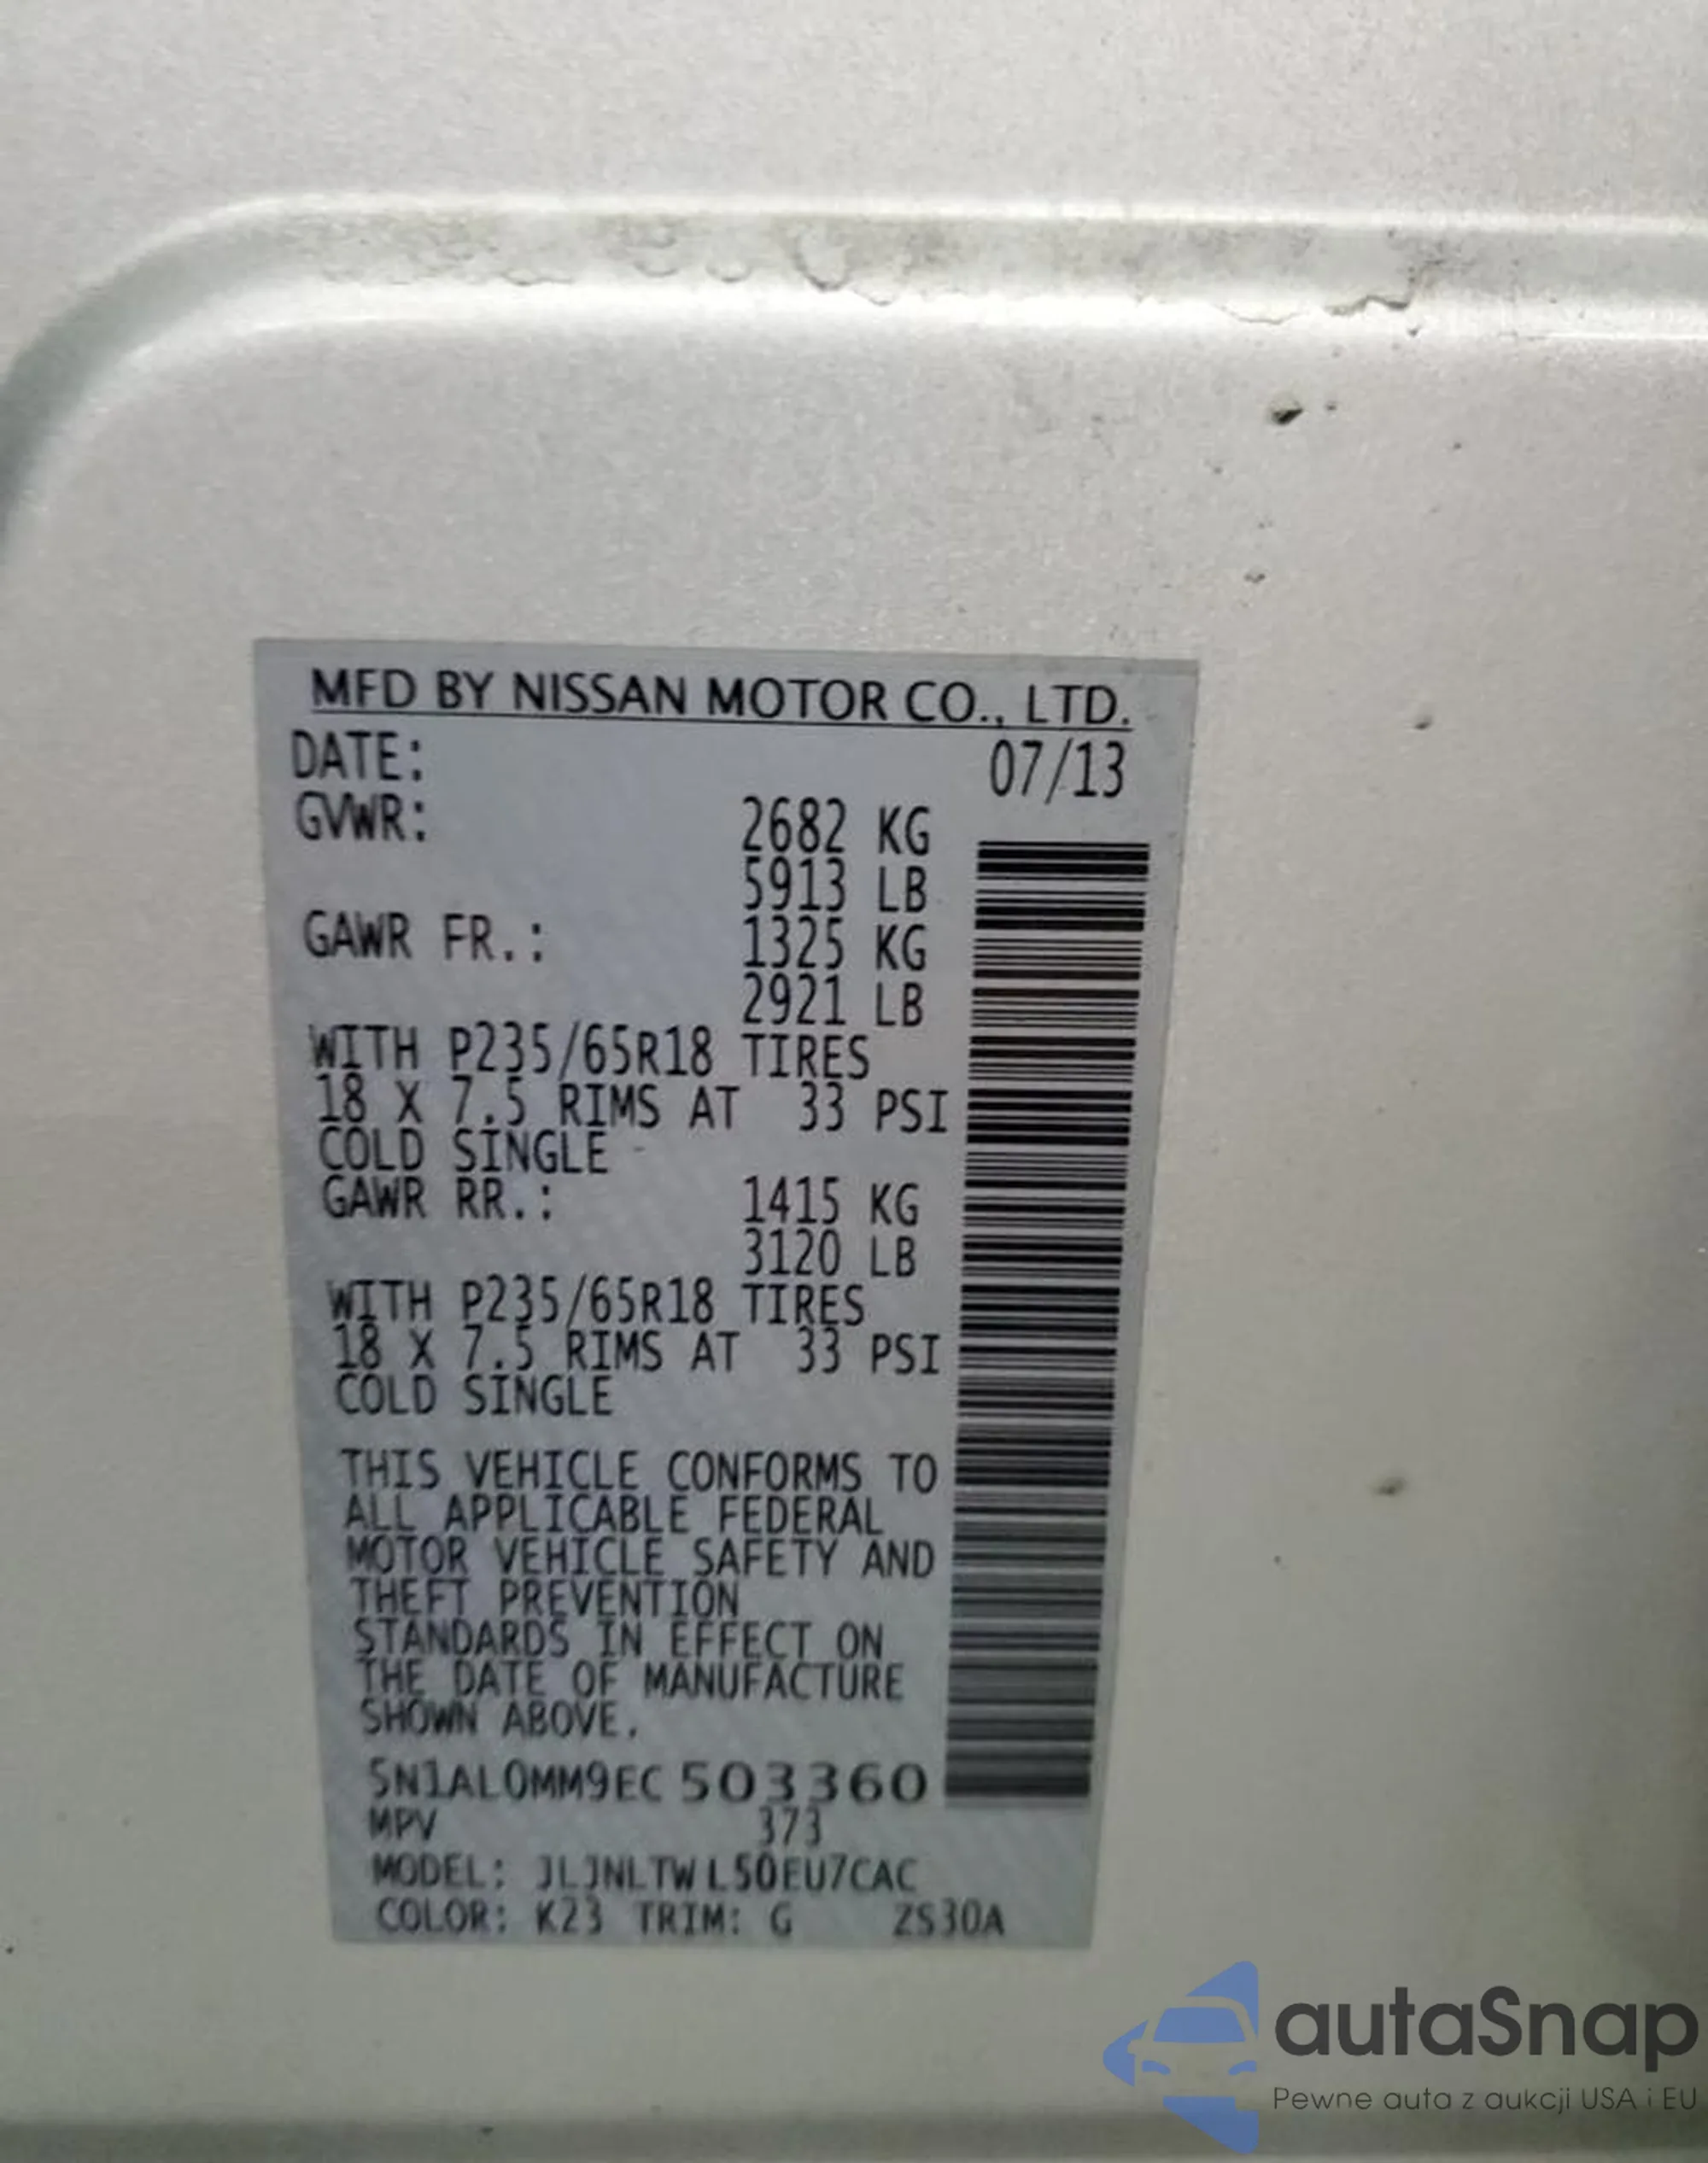 MFD BY NISSAN MOTOR CO., LTD.
DATE: 07/13
GVWR: 2682 KG
5913 LB
GAWR FR.: 1325 KG
2921 LB
WITH P235/65R18 TIRES
18 X 7.5 RIMS AT 33 PSI
COLD SINGLE
GAWR RR.: 1415 KG
3120 LB
WITH P235/65R18 TIRES
18 X 7.5 RIMS AT 33 PSI
COLD SINGLE
THIS VEHICLE CONFORMS TO
ALL APPLICABLE FEDERAL
MOTOR VEHICLE SAFETY AND
THEFT PREVENTION
STANDARDS IN EFFECT ON
THE DATE OF MANUFACTURE
SHOWN ABOVE.
5N1AL0MM9EC503360
MPV 373
MODEL: JLJNLTWL50EU7CAC
COLOR: K23 TRIM: G ZS30A
autaSnap
Pewne auta z aukcji USA i EU